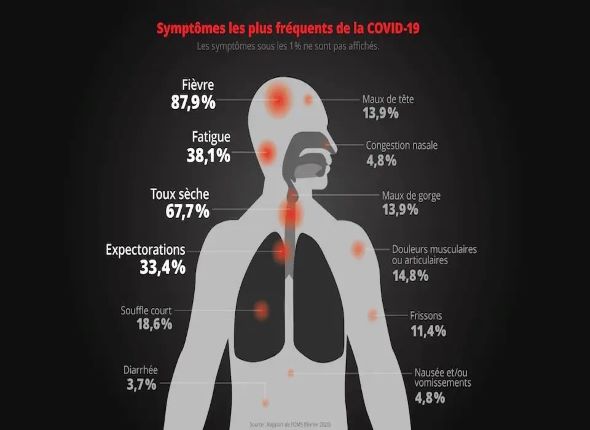 Symptômes les plus fréquents de la COVID-19
Les symptômes sous les 1% ne sont pas affichés.
Fièvre
87,9%
Maux de tête
13,9%
Fatigue
38,1%
Congestion nasale
4,8%
Toux sèche
67,7%
Maux de gorge
13,9%
Expectorations
33,4%
Douleurs musculaires
ou articulaires
14,8%
Souffle court
18,6%
Frissons
11,4%
Diarrhée
3,7%
Nausée et/ou
vomissements
4,8%
Source : Rapport de l'OMS (février 2020)